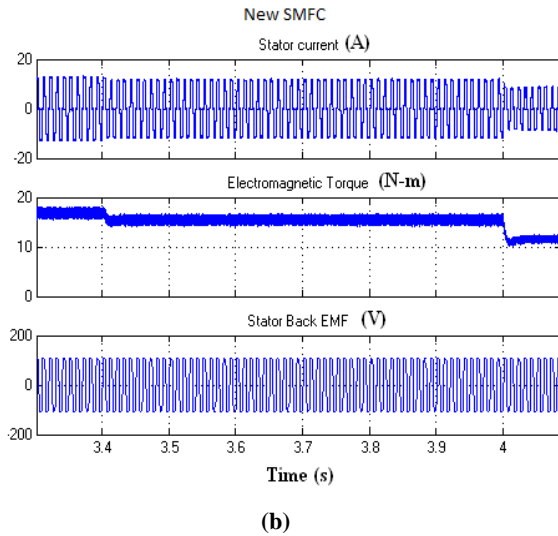 New SMFC
Stator current (A)
20
0
-20
Electromagnetic Torque (N-m)
20
10
0
Stator Back EMF (V)
200
0
-200
3.4 3.5 3.6 3.7 3.8 3.9 4
Time (s)
(b)